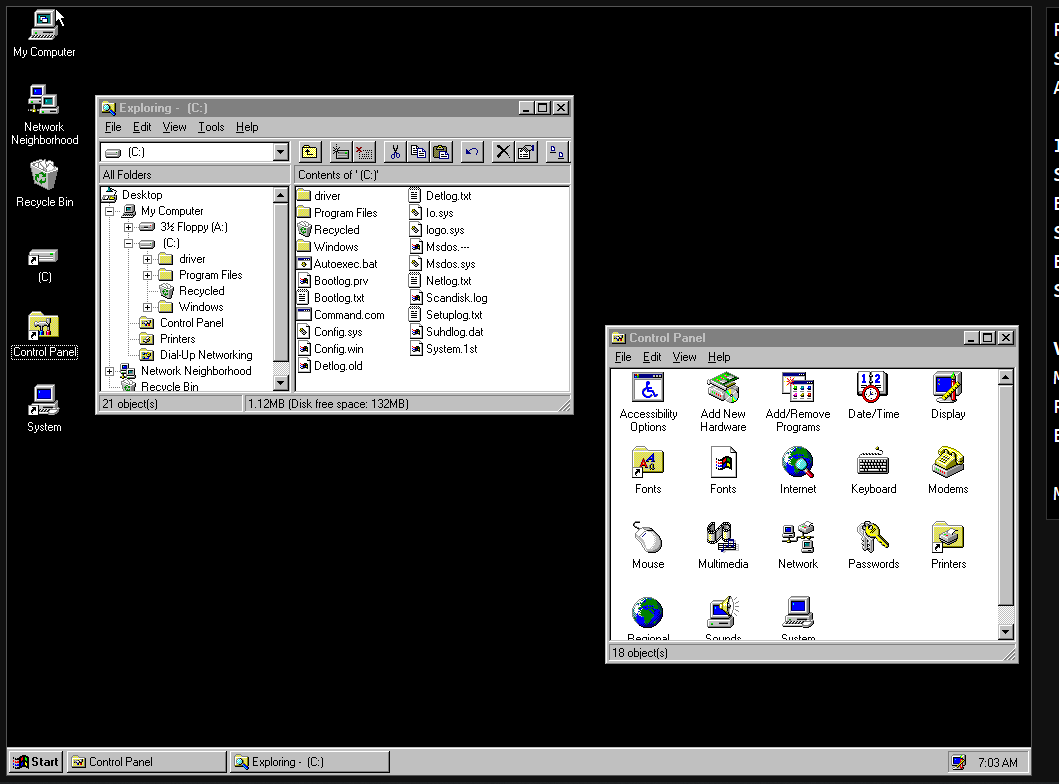 My Computer
Network
Neighborhood
Recycle Bin
(C)
Control Panel
System
Exploring - (C:)
File Edit View Tools Help
(C:)
All Folders
Contents of '(C:)'
Desktop
My Computer
3½ Floppy (A:)
(C:)
driver
Program Files
Recycled
Windows
Control Panel
Printers
Dial-Up Networking
Network Neighborhood
Recycle Bin
driver
Program Files
Recycled
Windows
Autoexec.bat
Bootlog.prv
Bootlog.txt
Command.com
Config.sys
Config.win
Detlog.old
Detlog.txt
Io.sys
logo.sys
Msdos.---
Msdos.sys
Netlog.txt
Scandisk.log
Setuplog.txt
Suhdlog.dat
System.1st
21 object(s)
1.12MB (Disk free space: 132MB)
Control Panel
File Edit View Help
Accessibility
Options
Add New
Hardware
Add/Remove
Programs
Date/Time
Display
Fonts
Fonts
Internet
Keyboard
Modems
Mouse
Multimedia
Network
Passwords
Printers
Regional
Sounds
System
18 object(s)
Start
Control Panel
Exploring - (C:)
7:03 AM